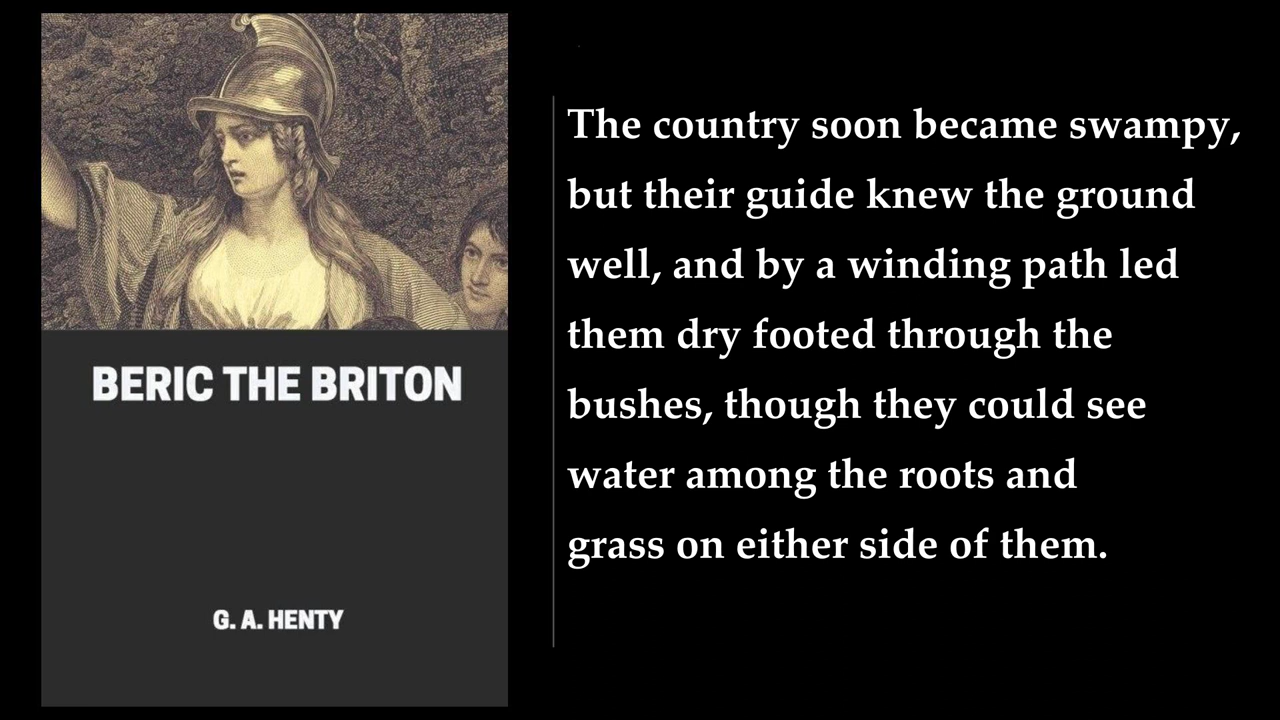 BERIC THE BRITON
G. A. HENTY
The country soon became swampy,
but their guide knew the ground
well, and by a winding path led
them dry footed through the
bushes, though they could see
water among the roots and
grass on either side of them.